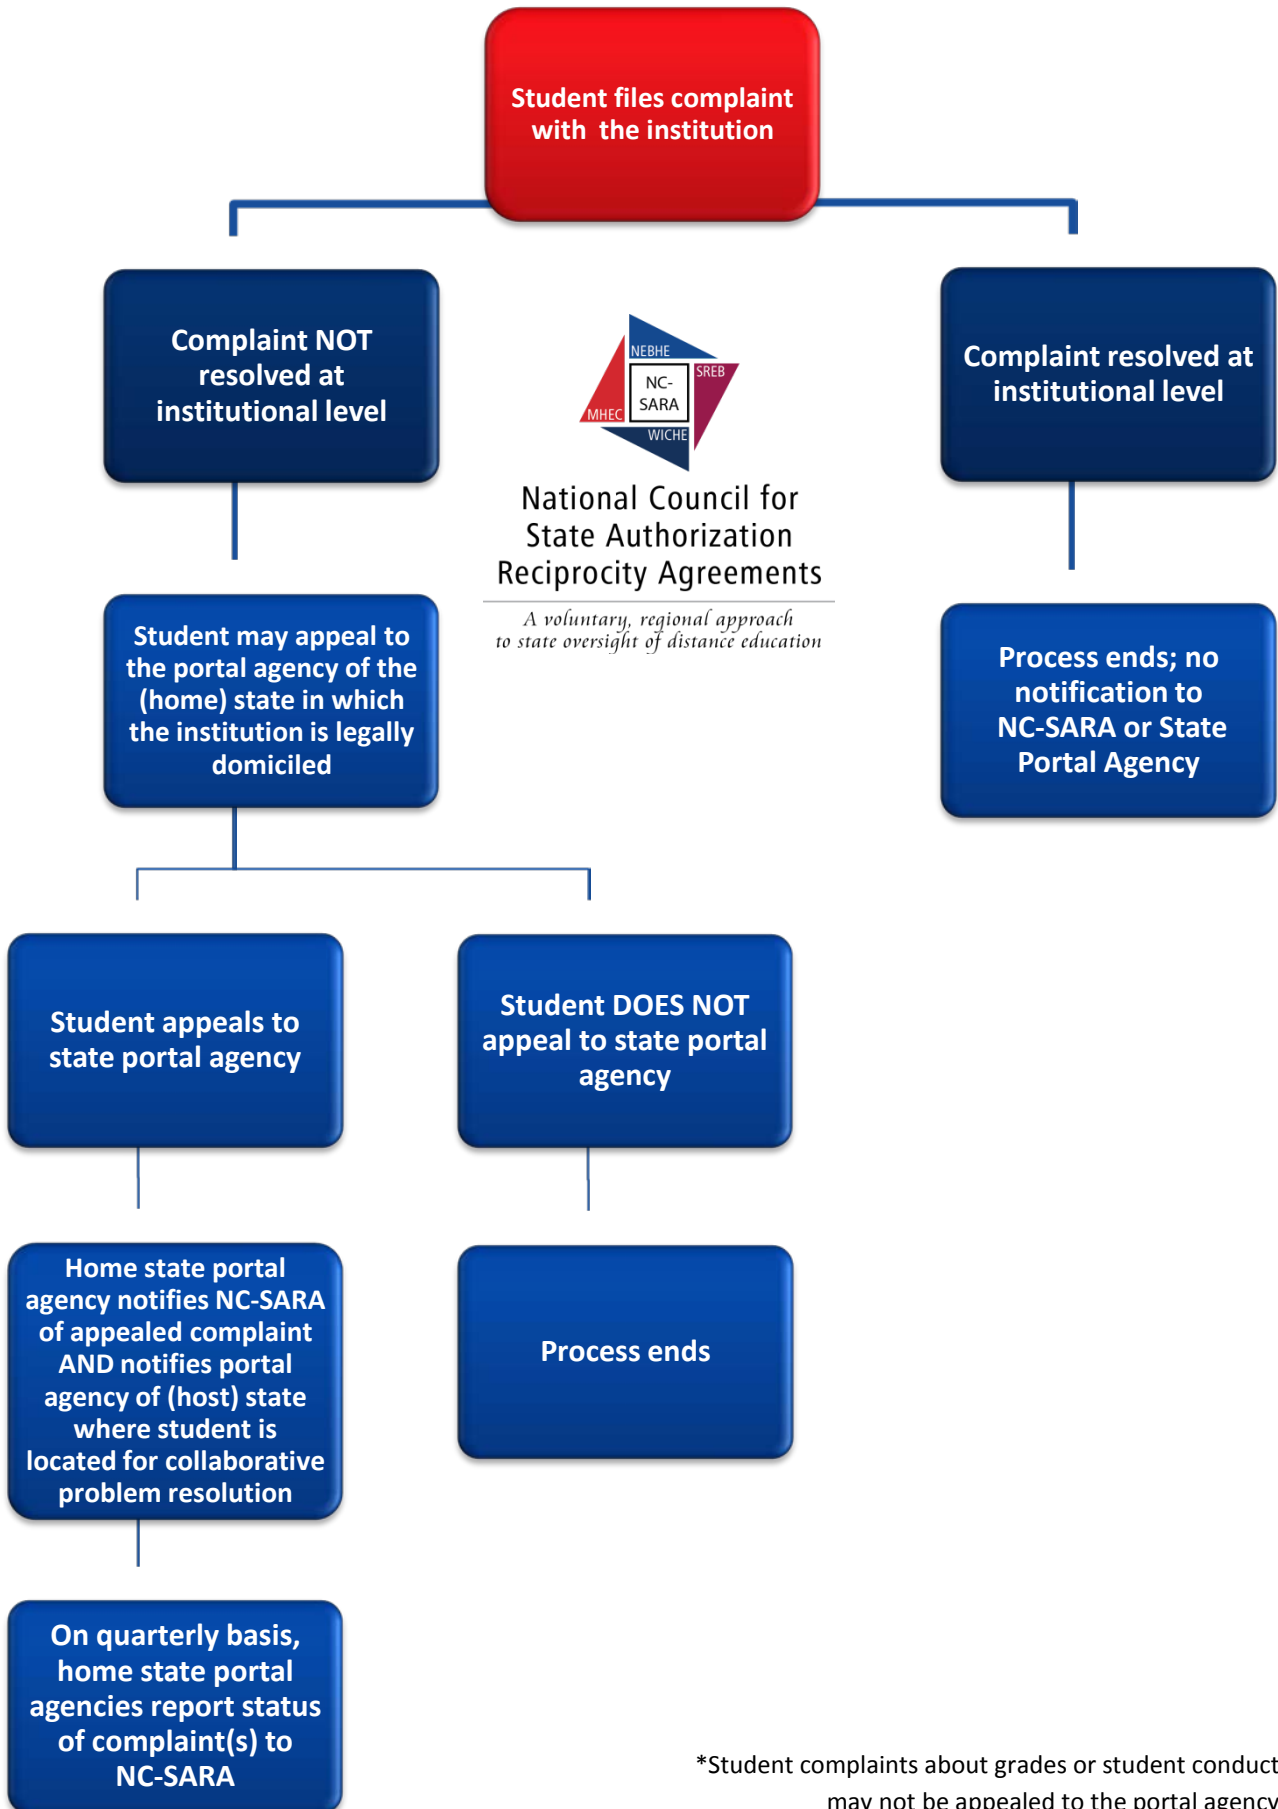 Student files complaint
with the institution
Complaint NOT
resolved at
institutional level
Complaint resolved at
institutional level
NEBHE
SREB
NC-
SARA
MHEC
WICHE
National Council for
State Authorization
Reciprocity Agreements
A voluntary, regional approach
to state oversight of distance education
Student may appeal to
the portal agency of the
(home) state in which
the institution is legally
domiciled
Process ends; no
notification to
NC-SARA or State
Portal Agency
Student appeals to
state portal agency
Student DOES NOT
appeal to state portal
agency
Home state portal
agency notifies NC-SARA
of appealed complaint
AND notifies portal
agency of (host) state
where student is
located for collaborative
problem resolution
Process ends
On quarterly basis,
home state portal
agencies report status
of complaint(s) to
NC-SARA
*Student complaints about grades or student conduct
may not be appealed to the portal agency